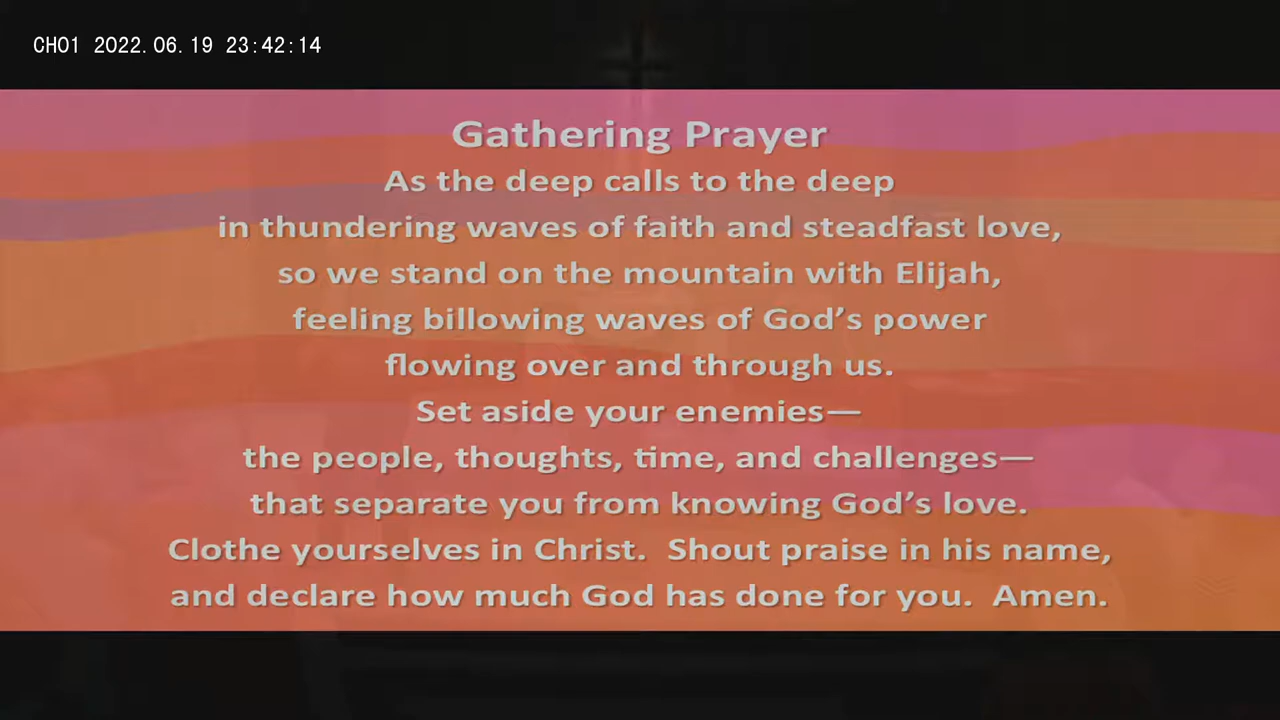 CH01 2022.06.19 23:42:14
Gathering Prayer
As the deep calls to the deep
in thundering waves of faith and steadfast love,
so we stand on the mountain with Elijah,
feeling billowing waves of God’s power
flowing over and through us.
Set aside your enemies—
the people, thoughts, time, and challenges—
that separate you from knowing God’s love.
Clothe yourselves in Christ.  Shout praise in his name,
and declare how much God has done for you.  Amen.